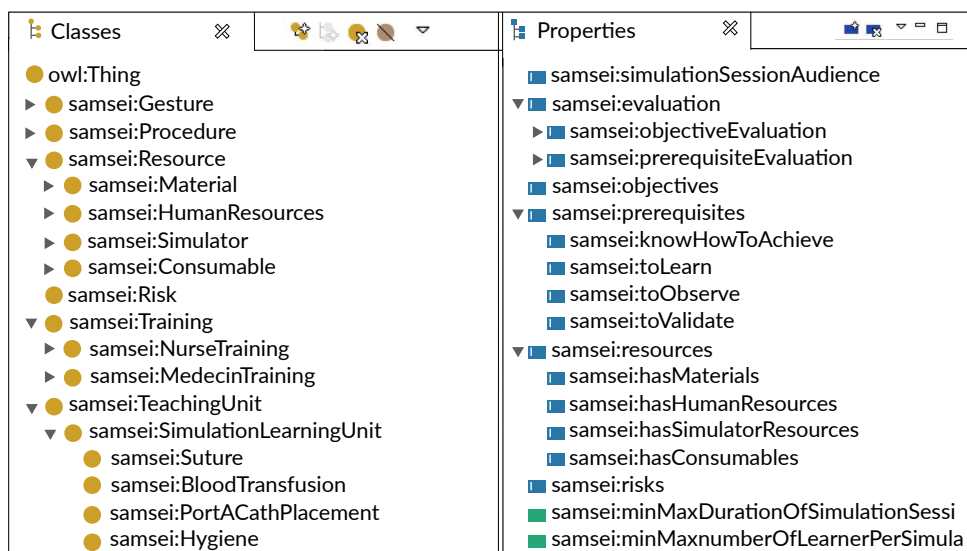 Classes
owl:Thing
samsei:Gesture
samsei:Procedure
samsei:Resource
samsei:Material
samsei:HumanResources
samsei:Simulator
samsei:Consumable
samsei:Risk
samsei:Training
samsei:NurseTraining
samsei:MedecinTraining
samsei:TeachingUnit
samsei:SimulationLearningUnit
samsei:Suture
samsei:BloodTransfusion
samsei:PortACathPlacement
samsei:Hygiene
Properties
samsei:simulationSessionAudience
samsei:evaluation
samsei:objectiveEvaluation
samsei:prerequisiteEvaluation
samsei:objectives
samsei:prerequisites
samsei:knowHowToAchieve
samsei:toLearn
samsei:toObserve
samsei:toValidate
samsei:resources
samsei:hasMaterials
samsei:hasHumanResources
samsei:hasSimulatorResources
samsei:hasConsumables
samsei:risks
samsei:minMaxDurationOfSimulationSessi
samsei:minMaxnumberOfLearnerPerSimula